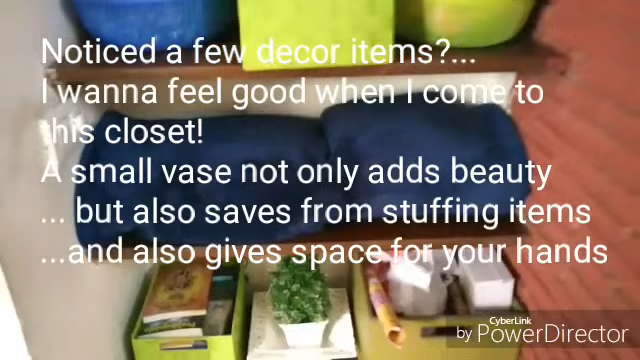 Noticed a few decor items?...
I wanna feel good when I come to
this closet!
A small vase not only adds beauty
... but also saves from stuffing items
...and also gives space for your hands
CyberLink
by PowerDirector